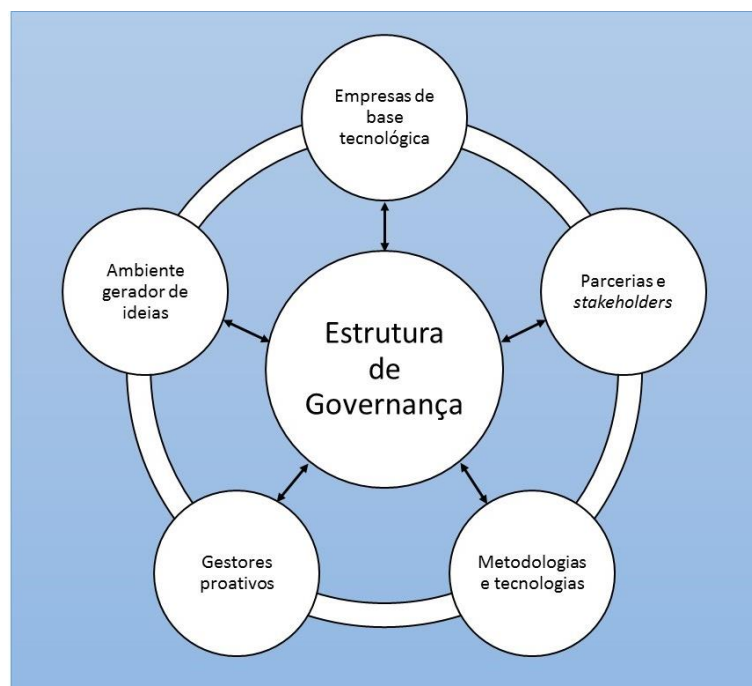 Empresas de
base
tecnológica
Ambiente
gerador de
ideias
Parcerias e
stakeholders
Estrutura
de
Governança
Gestores
proativos
Metodologias
e tecnologias